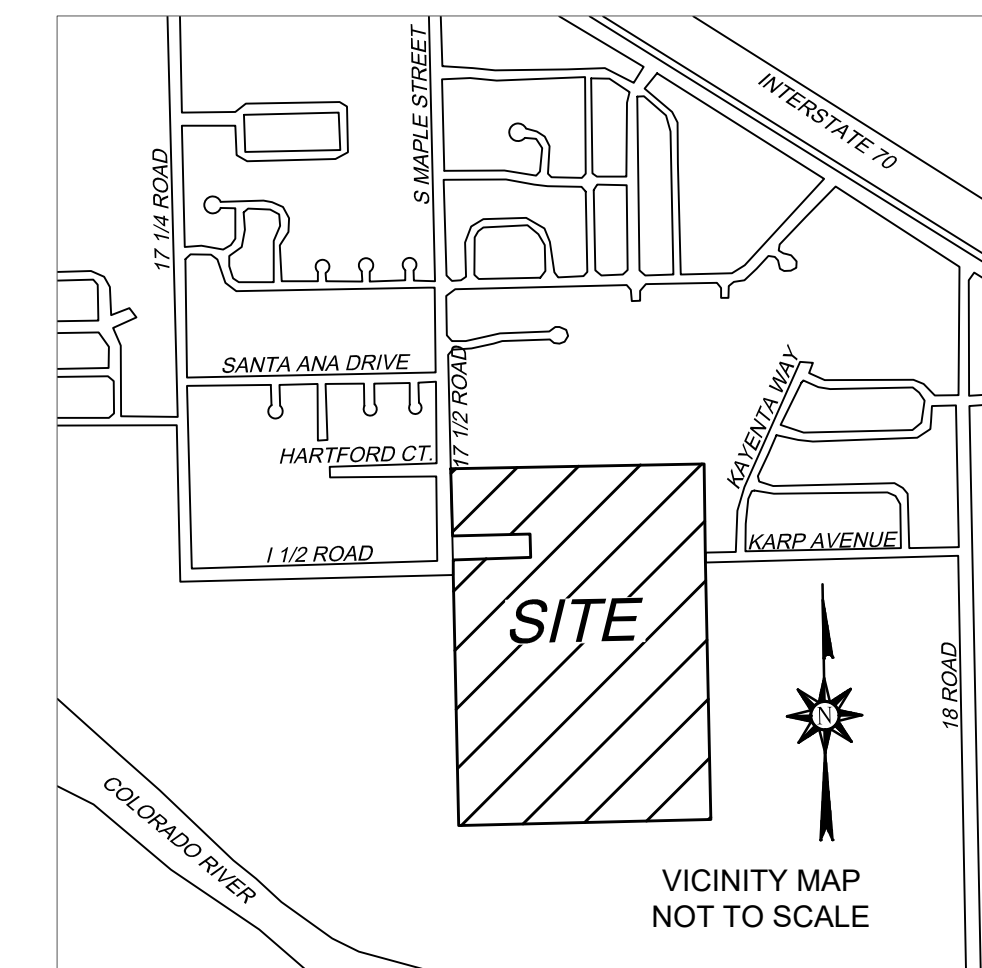 S MAPLE STREET
INTERSTATE 70
17 1/4 ROAD
SANTA ANA DRIVE
17 1/2 ROAD
KAYENTA WAY
HARTFORD CT.
I 1/2 ROAD
KARP AVENUE
SITE
18 ROAD
N
COLORADO RIVER
VICINITY MAP
NOT TO SCALE